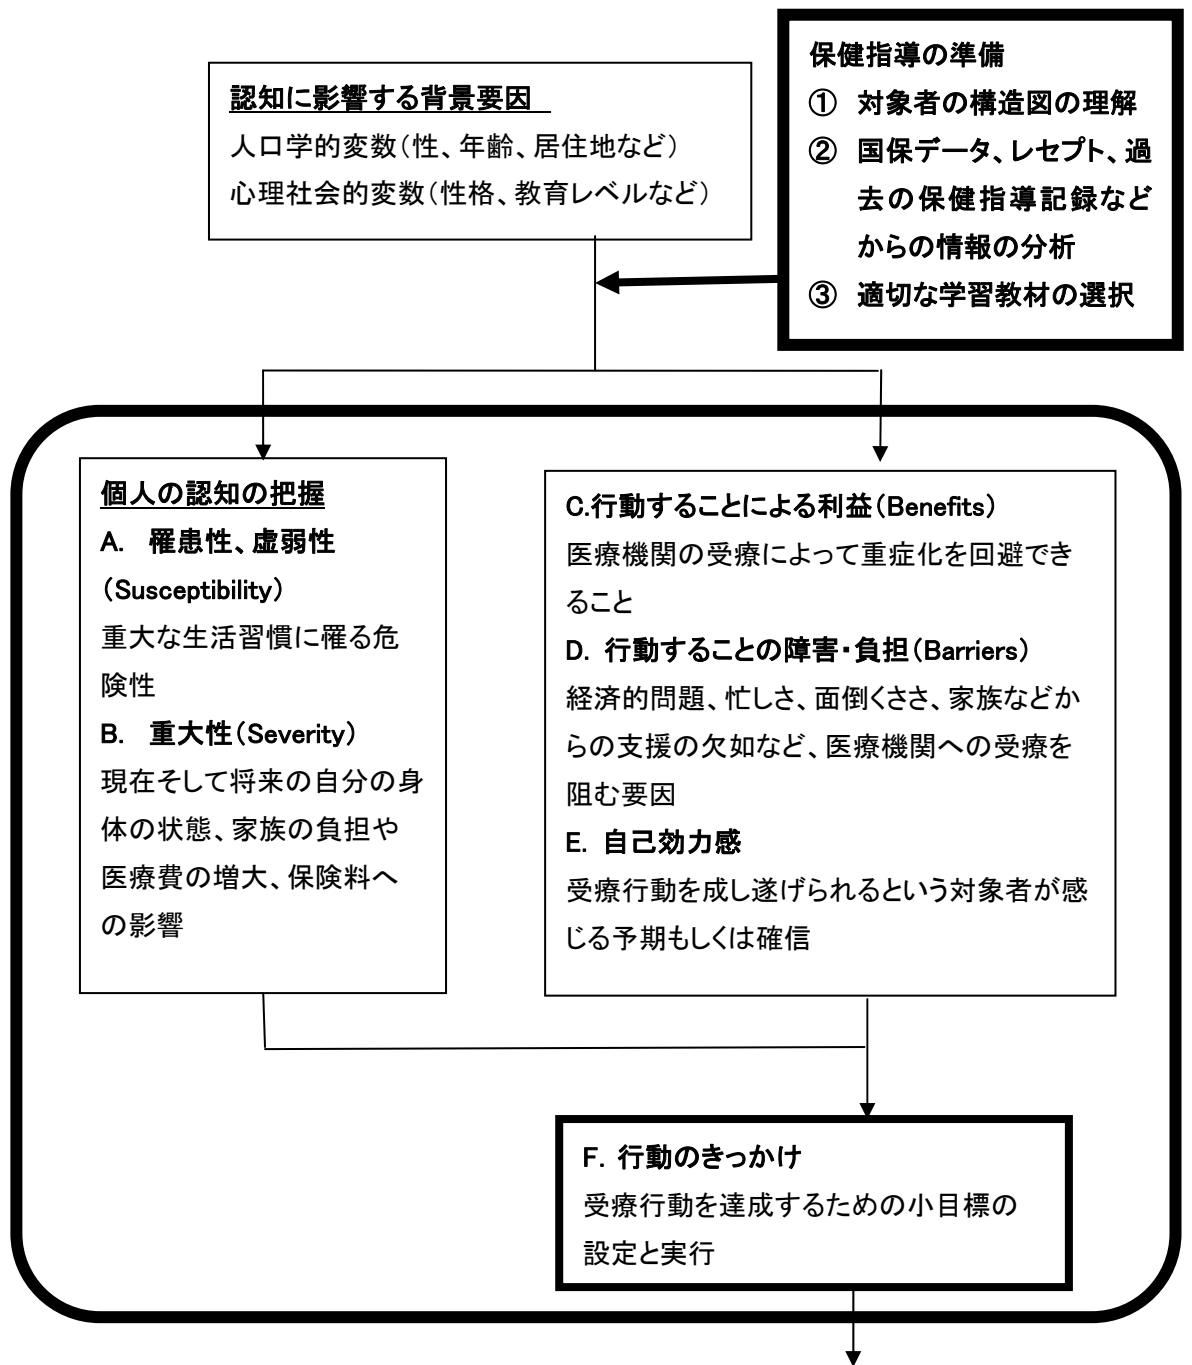 保健指導の準備
① 対象者の構造図の理解
② 国保データ、レセプト、過
去の保健指導記録など
からの情報の分析
③ 適切な学習教材の選択
認知に影響する背景要因
人口学的変数（性、年齢、居住地など）
心理社会的変数（性格、教育レベルなど）
個人の認知の把握
A. 罹患性、虚弱性
（Susceptibility）
重大な生活習慣に罹る危
険性
B. 重大性（Severity）
現在そして将来の自分の身
体の状態、家族の負担や
医療費の増大、保険料へ
の影響
C.行動することによる利益（Benefits）
医療機関の受療によって重症化を回避でき
ること
D. 行動することの障害・負担（Barriers）
経済的問題、忙しさ、面倒くささ、家族などか
らの支援の欠如など、医療機関への受療を
阻む要因
E. 自己効力感
受療行動を成し遂げられるという対象者が感
じる予期もしくは確信
F. 行動のきっかけ
受療行動を達成するための小目標の
設定と実行